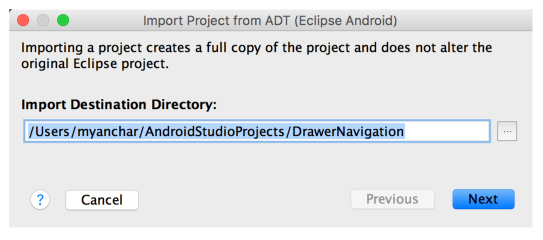 Import Project from ADT (Eclipse Android)
Importing a project creates a full copy of the project and does not alter the
original Eclipse project.
Import Destination Directory:
/Users/myanchar/AndroidStudioProjects/DrawerNavigation
...
? Cancel Previous Next